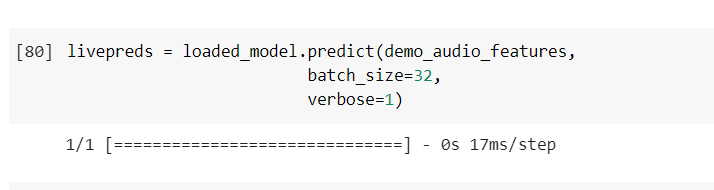 [80] livepreds = loaded_model.predict(demo_audio_features,
batch_size=32,
verbose=1)
1/1 [==============================] - 0s 17ms/step